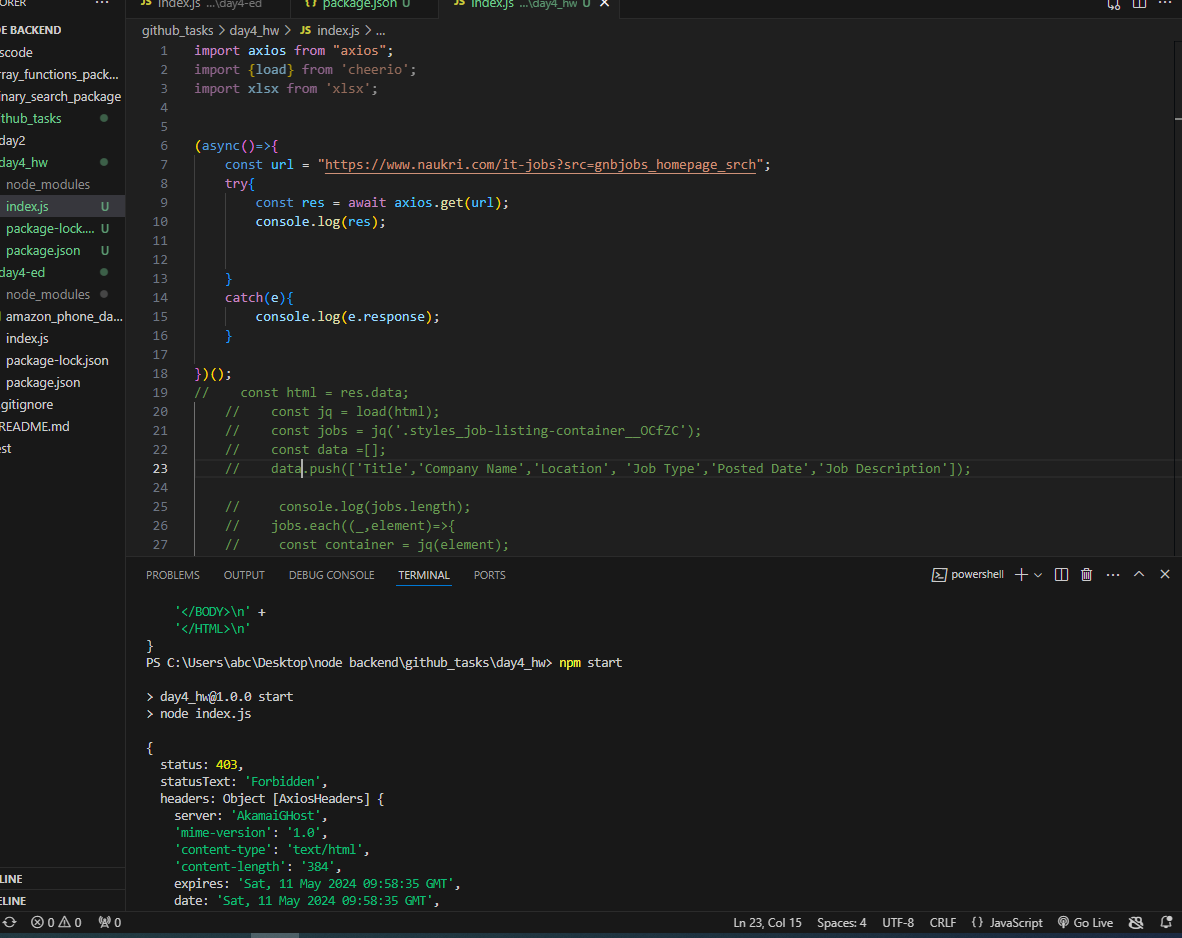 index.js ...\day4-ed
package.json U
index.js ...\day4_hw U
DE BACKEND
github_tasks > day4_hw > JS index.js > ...
scode
rray_functions_pack...
inary_search_package
thub_tasks
day2
day4_hw
node_modules
index.js U
package-lock.... U
package.json U
day4-ed
node_modules
amazon_phone_da...
index.js
package-lock.json
package.json
gitignore
README.md
est
LINE
ELINE
1 import axios from "axios";
2 import {load} from 'cheerio';
3 import xlsx from 'xlsx';
4
5
6 (async()=>{
7 const url = "https://www.naukri.com/it-jobs?src=gnbjobs_homepage_srch";
8 try{
9 const res = await axios.get(url);
10 console.log(res);
11
12
13 }
14 catch(e){
15 console.log(e.response);
16 }
17
18 })();
19 // const html = res.data;
20 // const jq = load(html);
21 // const jobs = jq('.styles_job-listing-container__OCfZC');
22 // const data =[];
23 // data.push(['Title','Company Name','Location', 'Job Type','Posted Date','Job Description']);
24
25 // console.log(jobs.length);
26 // jobs.each((_,element)=>{
27 // const container = jq(element);
PROBLEMS OUTPUT DEBUG CONSOLE TERMINAL PORTS
powershell
'</BODY>\n' +
'</HTML>\n'
}
PS C:\Users\abc\Desktop\node backend\github_tasks\day4_hw> npm start
> day4_hw@1.0.0 start
> node index.js
{
status: 403,
statusText: 'Forbidden',
headers: Object [AxiosHeaders] {
server: 'AkamaiGHost',
'mime-version': '1.0',
'content-type': 'text/html',
'content-length': '384',
expires: 'Sat, 11 May 2024 09:58:35 GMT',
date: 'Sat, 11 May 2024 09:58:35 GMT',
0 0 0 Ln 23, Col 15 Spaces: 4 UTF-8 CRLF {} JavaScript Go Live